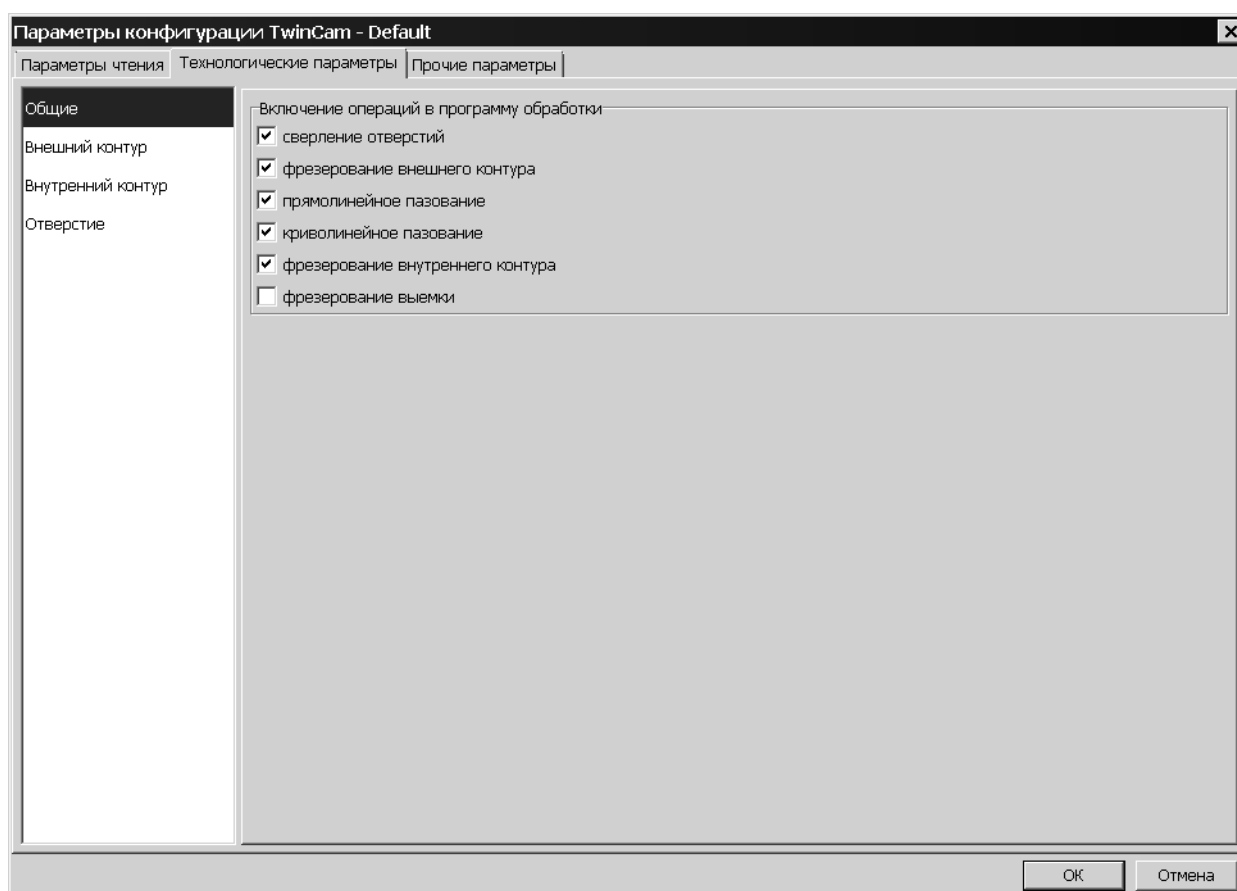 Параметры конфигурации TwinCam - Default
Параметры чтения Технологические параметры Прочие параметры
Общие
Внешний контур
Внутренний контур
Отверстие
Включение операций в программу обработки
сверление отверстий
фрезерование внешнего контура
прямолинейное пазование
криволинейное пазование
фрезерование внутреннего контура
фрезерование выемки
ОК Отмена